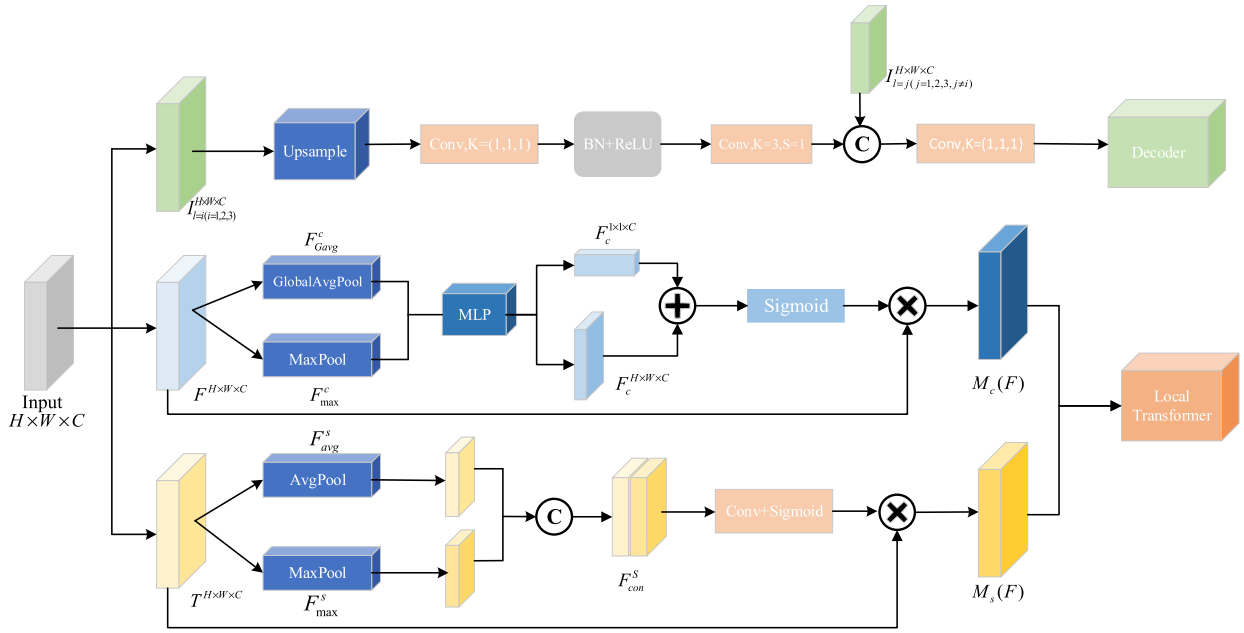 I_{l=j(j=1,2,3,j≠i)}^{H×W×C}
Upsample
Conv,K=(1,1,1)
BN+ReLU
Conv,K=3,S=1
C
Conv,K=(1,1,1)
Decoder
I_{l=i(i=1,2,3)}^{H×W×C}
F_{Gavg}^{c}
GlobalAvgPool
MaxPool
F_{max}^{c}
F^{H×W×C}
MLP
F_{c}^{1×1×C}
F_{c}^{H×W×C}
Sigmoid
M_{c}(F)
Input
H×W×C
Local
Transformer
F_{avg}^{s}
AvgPool
MaxPool
F_{max}^{s}
T^{H×W×C}
C
F_{con}^{S}
Conv+Sigmoid
M_{s}(F)